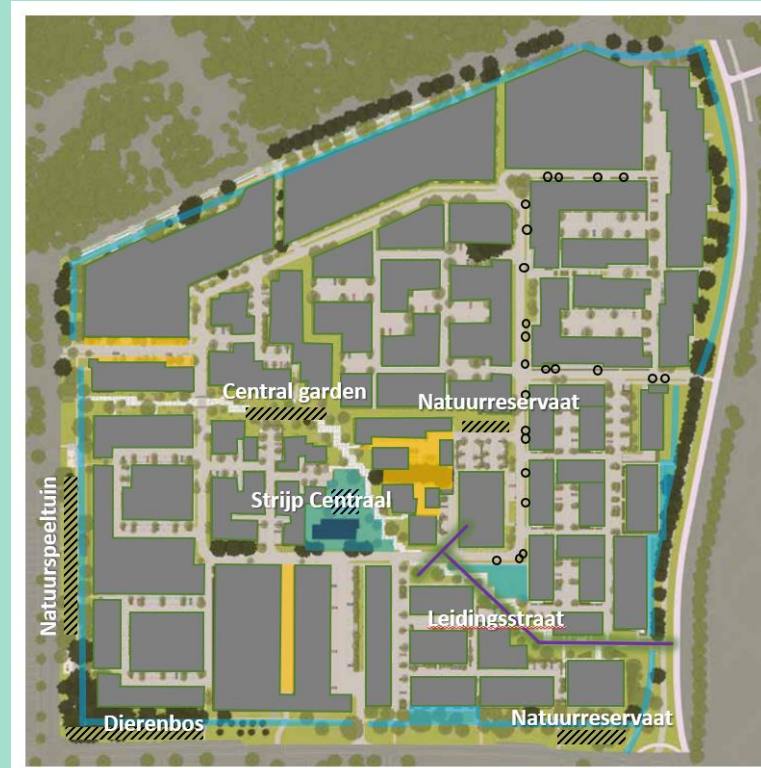 Central garden
Natuurreservaat
Strijp Centraal
Natuurspeeltuin
Leidingsstraat
Dierenbos
Natuurreservaat